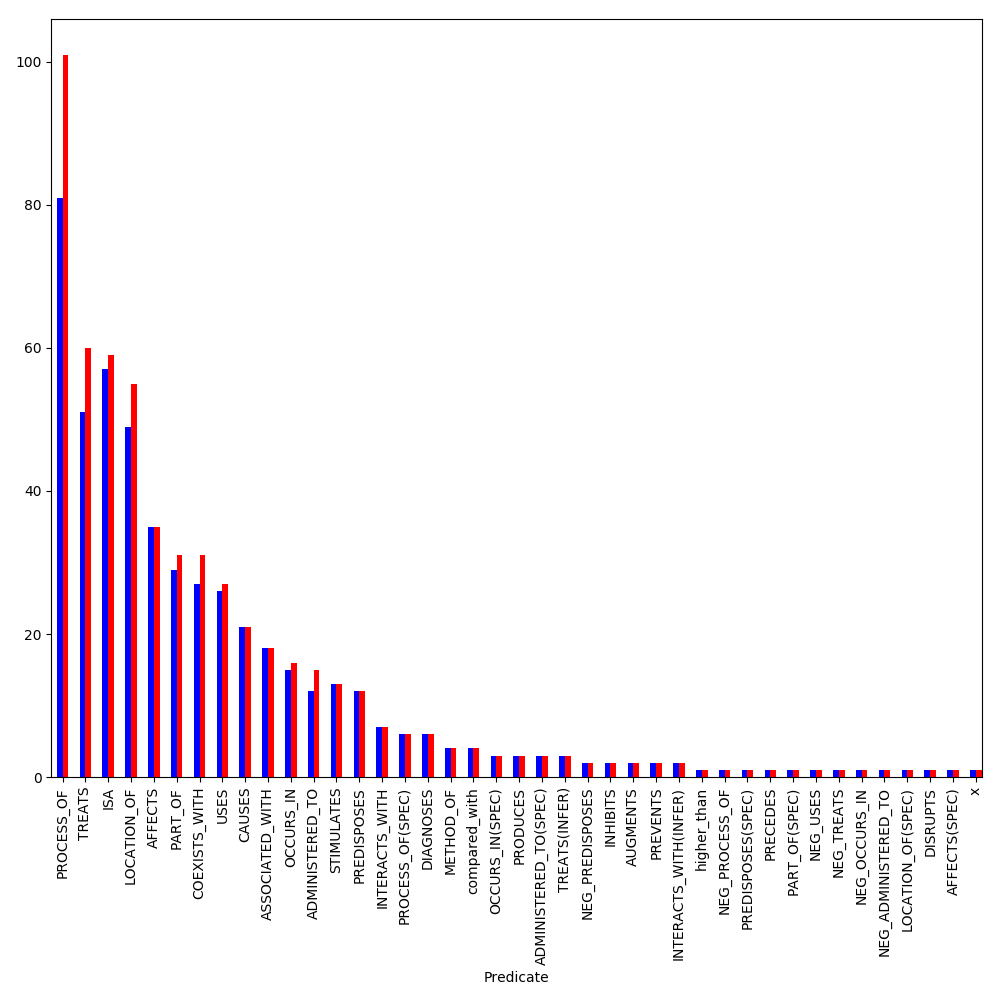 100
80
60
40
20
0
PROCESS_OF
TREATS
ISA
LOCATION_OF
AFFECTS
PART_OF
COEXISTS_WITH
USES
CAUSES
ASSOCIATED_WITH
OCCURS_IN
ADMINISTERED_TO
STIMULATES
PREDISPOSES
INTERACTS_WITH
PROCESS_OF(SPEC)
DIAGNOSES
METHOD_OF
compared_with
OCCURS_IN(SPEC)
PRODUCES
ADMINISTERED_TO(SPEC)
TREATS(INFER)
NEG_PREDISPOSES
INHIBITS
AUGMENTS
PREVENTS
INTERACTS_WITH(INFER)
higher_than
NEG_PROCESS_OF
PREDISPOSES(SPEC)
PRECEDES
PART_OF(SPEC)
NEG_USES
NEG_TREATS
NEG_OCCURS_IN
NEG_ADMINISTERED_TO
LOCATION_OF(SPEC)
DISRUPTS
AFFECTS(SPEC)
x
Predicate